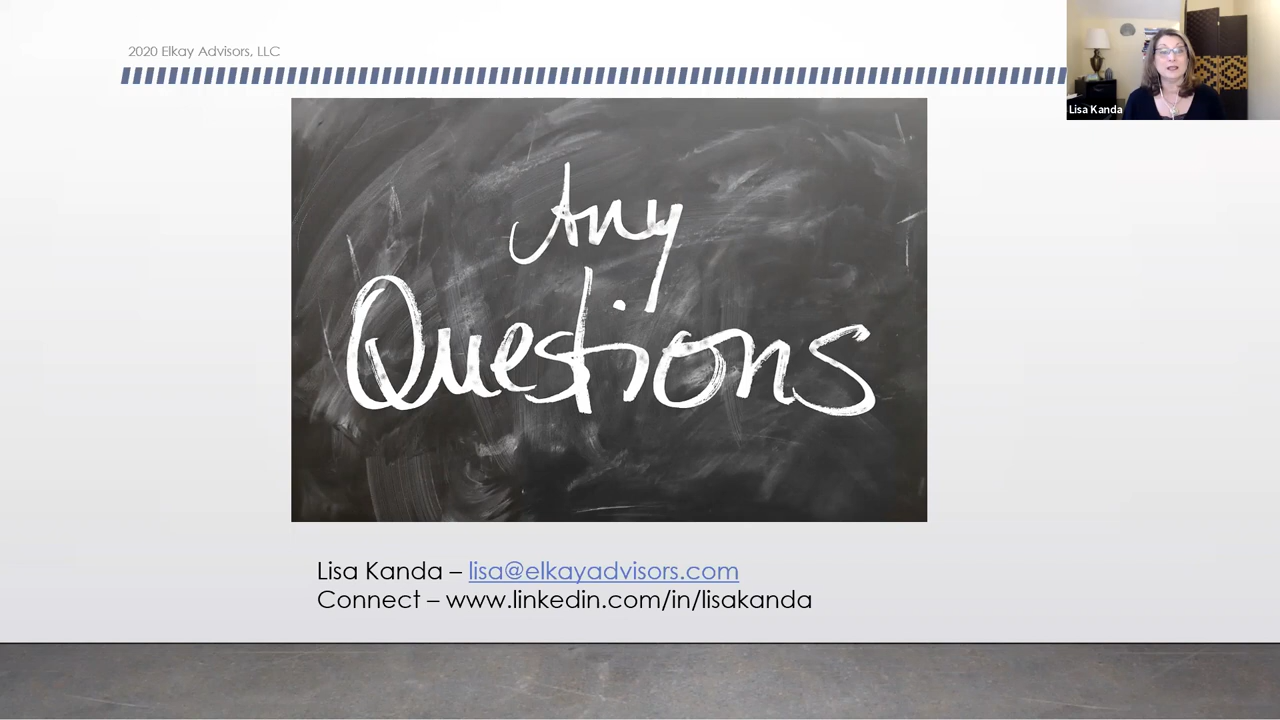 2020 Elkay Advisors, LLC
Lisa Kanda
Any
Questions
Lisa Kanda – lisa@elkayadvisors.com
Connect – www.linkedin.com/in/lisakanda